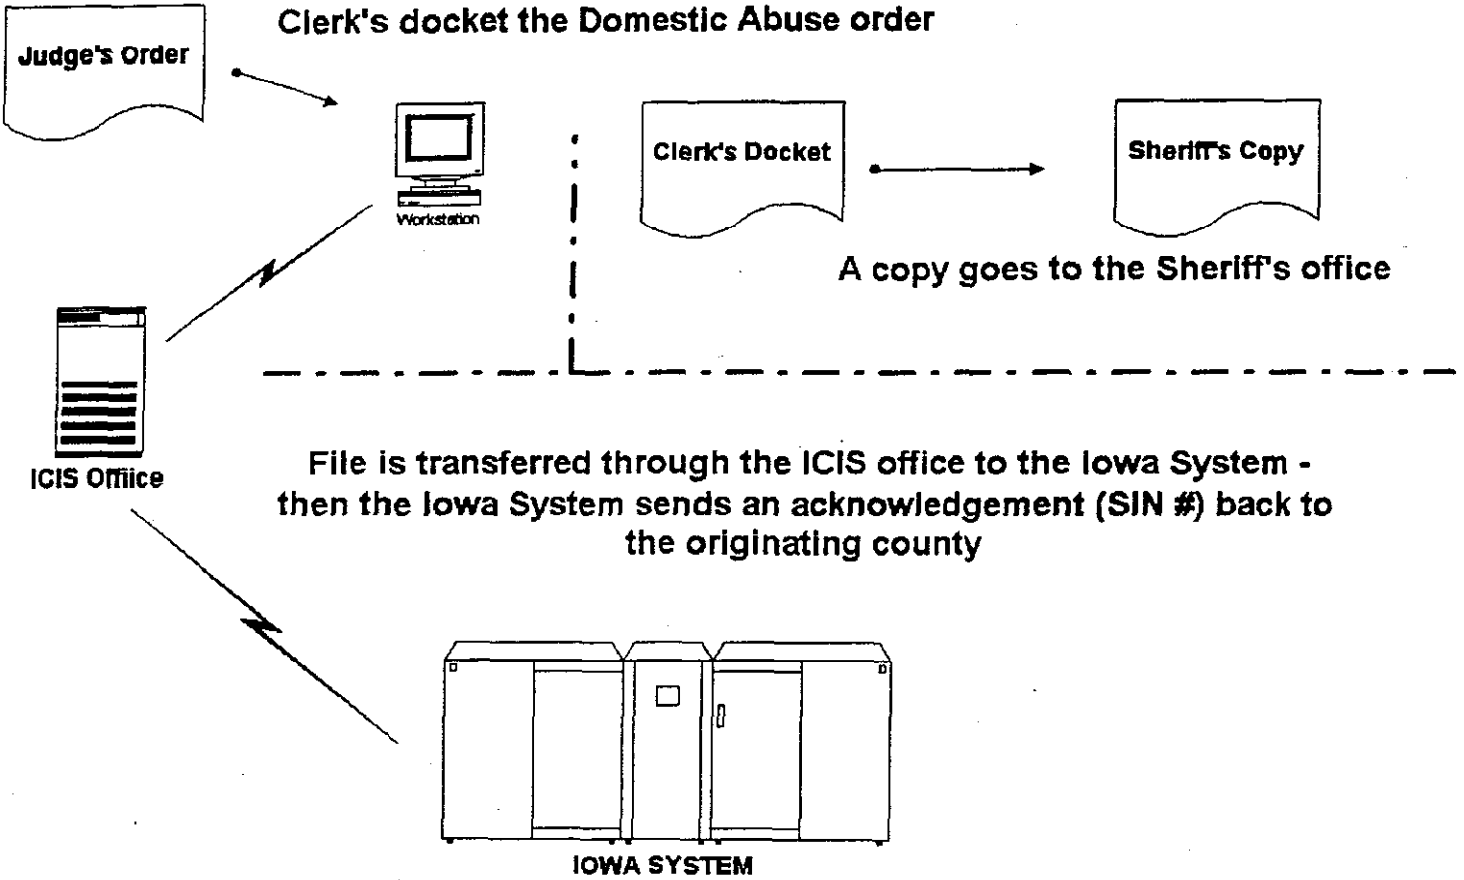 Clerk's docket the Domestic Abuse order
Judge's Order
Workstation
Clerk's Docket
Sheriff's Copy
A copy goes to the Sheriff's office
ICIS Offiice
File is transferred through the ICIS office to the Iowa System -
then the Iowa System sends an acknowledgement (SIN #) back to
the originating county
IOWA SYSTEM